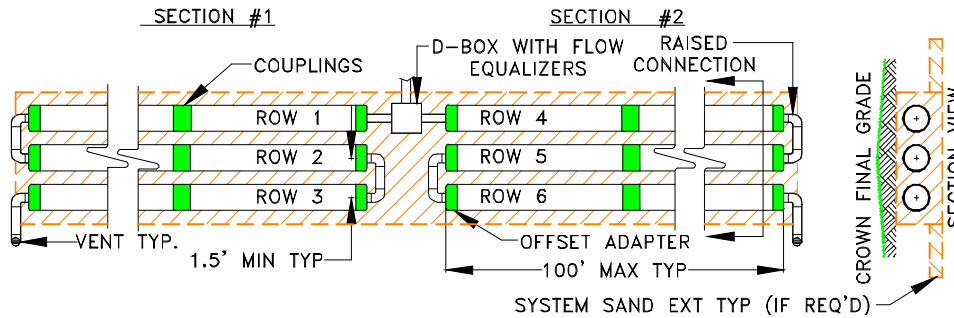 SECTION #1
SECTION #2
D-BOX WITH FLOW
EQUALIZERS
RAISED
CONNECTION
COUPLINGS
ROW 1
ROW 4
ROW 2
ROW 5
ROW 3
ROW 6
VENT TYP.
1.5' MIN TYP
OFFSET ADAPTER
100' MAX TYP
SYSTEM SAND EXT TYP (IF REQ'D)
CROWN FINAL GRADE
SECTION VIEW